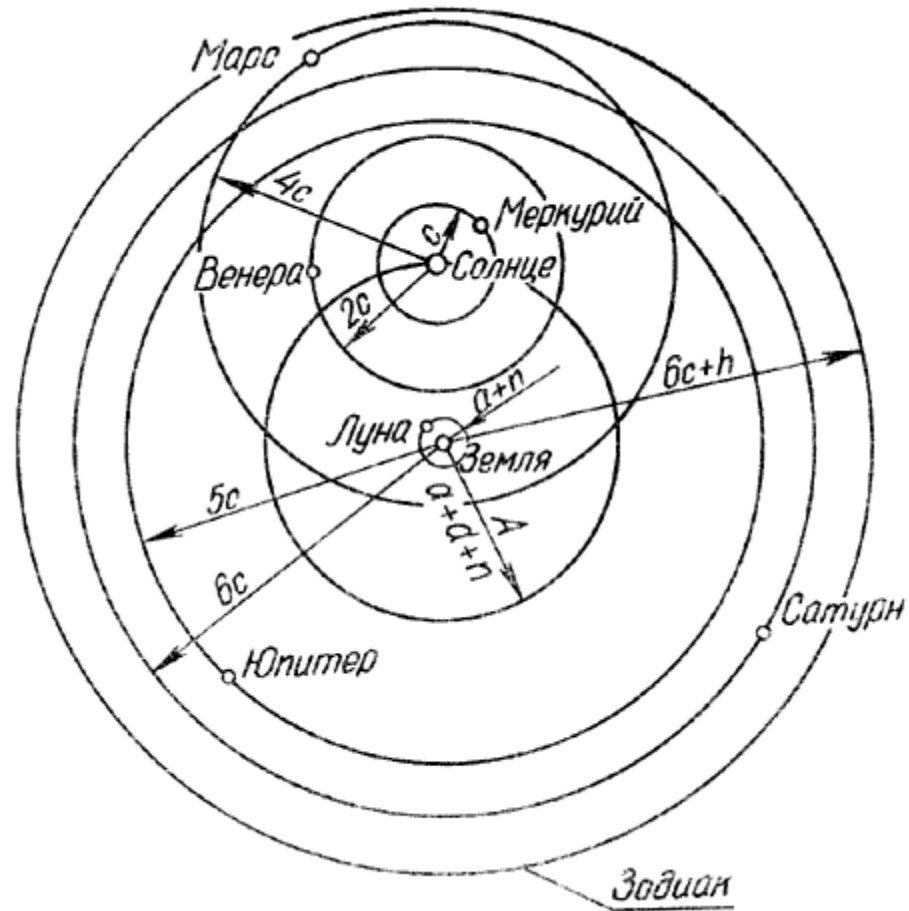 Марс
4c
c
Меркурий
Венера
Солнце
2c
6c+h
a+n
Луна
Земля
5c
A
a+d+n
6c
Сатурн
Юпитер
Зодиак